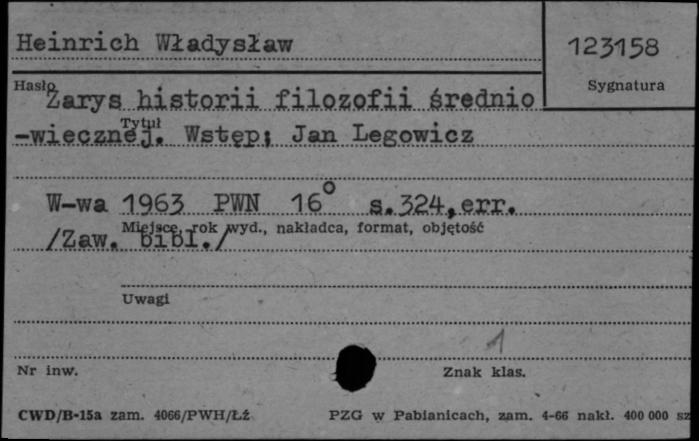 Heinrich Władysław
123158
Sygnatura
Hasło
Zarys historii filozofii średnio
Tytuł
-wiecznej. Wstęp: Jan Legowicz
W-wa 1963 PWN 16° s.324,err.
Miejsce, rok wyd., nakładca, format, objętość
/Zaw. bibl./
Uwagi
1
Nr inw.
Znak klas.
CWD/B-15a zam. 4066/PWH/Łź
PZG w Pabianicach, zam. 4-66 nakł. 400 000 sz